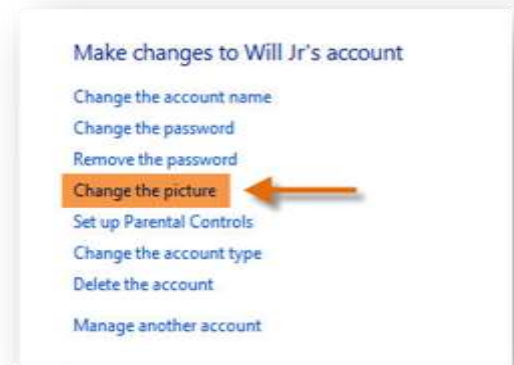 Make changes to Will Jr's account
Change the account name
Change the password
Remove the password
Change the picture
Set up Parental Controls
Change the account type
Delete the account
Manage another account